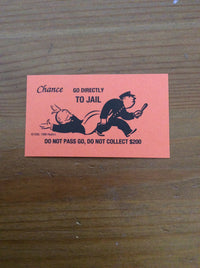 Chance
GO DIRECTLY
TO JAIL
DO NOT PASS GO, DO NOT COLLECT $200